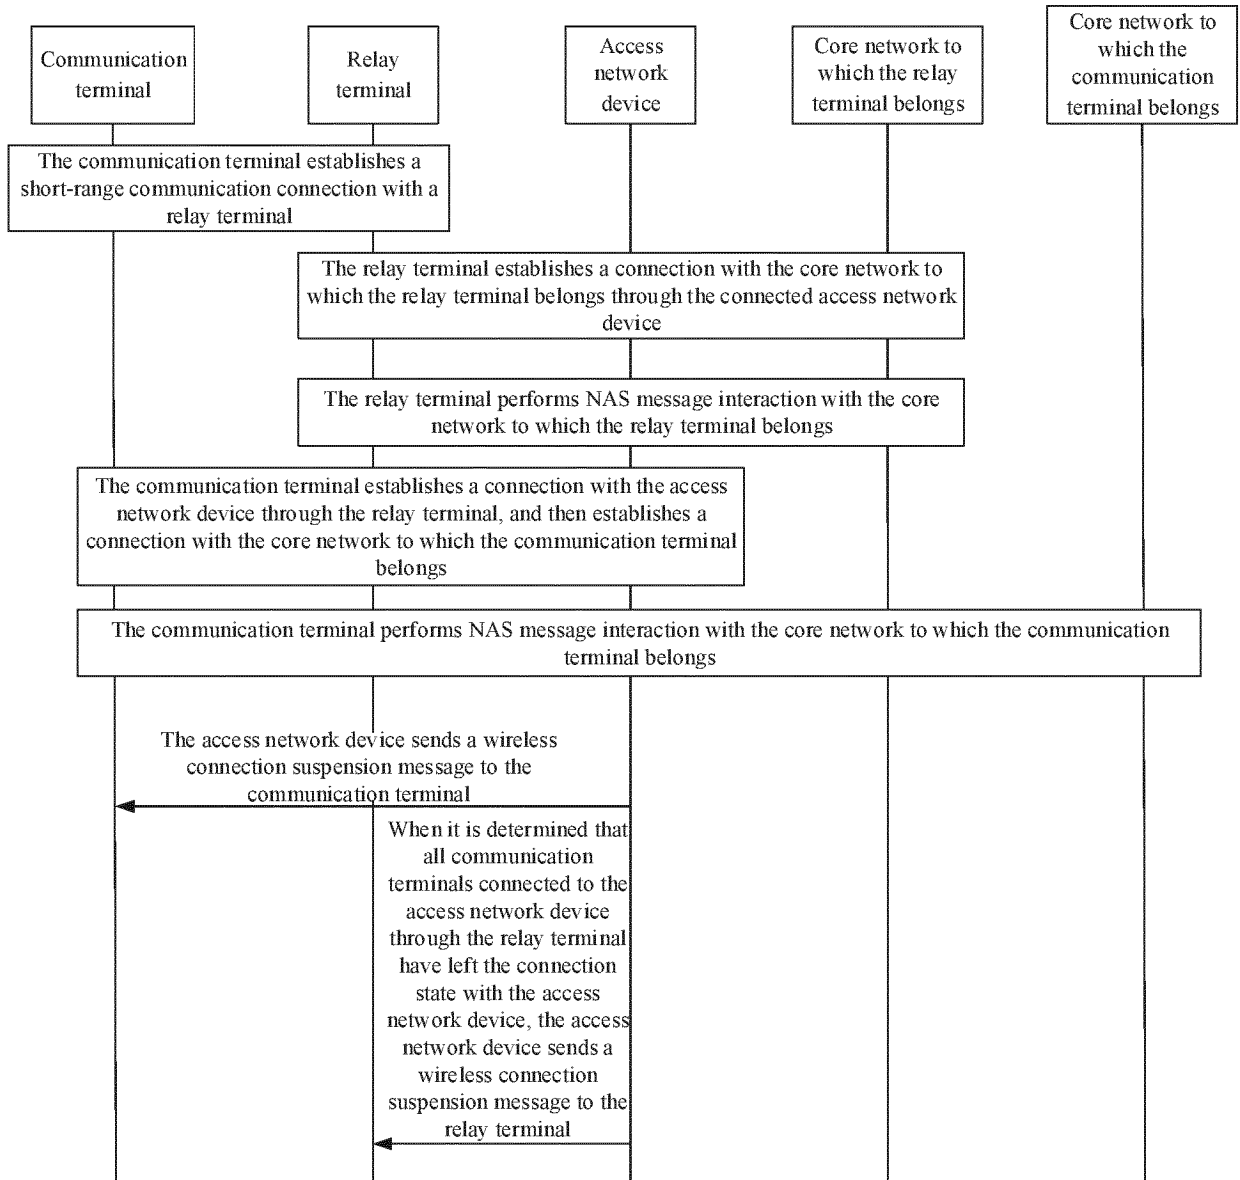 Communication
terminal
Relay
terminal
Access
network
device
Core network to
which the relay
terminal belongs
Core network to
which the
communication
terminal belongs
The communication terminal establishes a
short-range communication connection with a
relay terminal
The relay terminal establishes a connection with the core network to
which the relay terminal belongs through the connected access network
device
The relay terminal performs NAS message interaction with the core
network to which the relay terminal belongs
The communication terminal establishes a connection with the access
network device through the relay terminal, and then establishes a
connection with the core network to which the communication terminal
belongs
The communication terminal performs NAS message interaction with the core network to which the communication
terminal belongs
The access network device sends a wireless
connection suspension message to the
communication terminal
When it is determined that
all communication
terminals connected to the
access network device
through the relay terminal
have left the connection
state with the access
network device, the access
network device sends a
wireless connection
suspension message to the
relay terminal